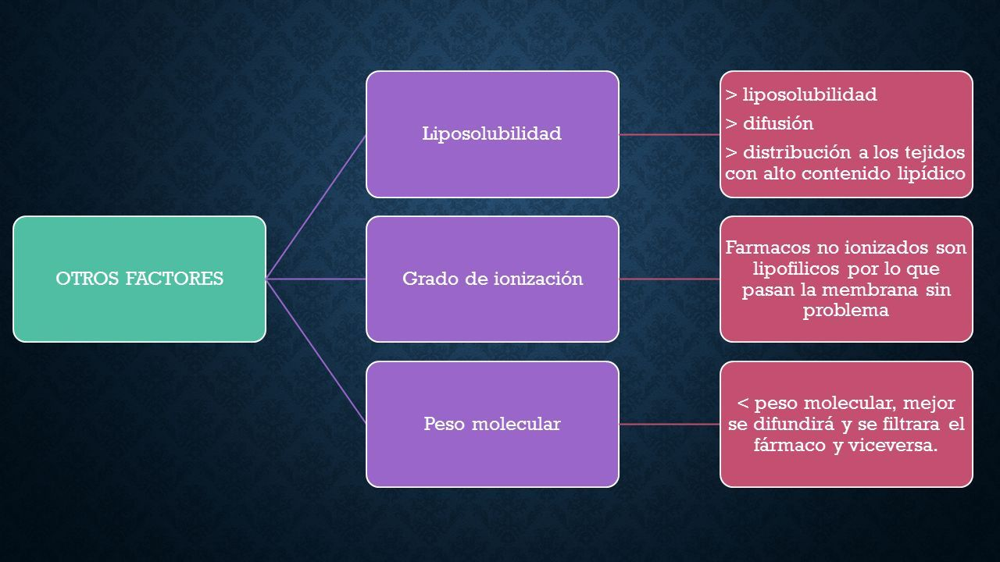 OTROS FACTORES
Liposolubilidad
> liposolubilidad
> difusión
> distribución a los tejidos
con alto contenido lipídico
Grado de ionización
Farmacos no ionizados son
lipofilicos por lo que
pasan la membrana sin
problema
Peso molecular
< peso molecular, mejor
se difundirá y se filtrara el
fármaco y viceversa.